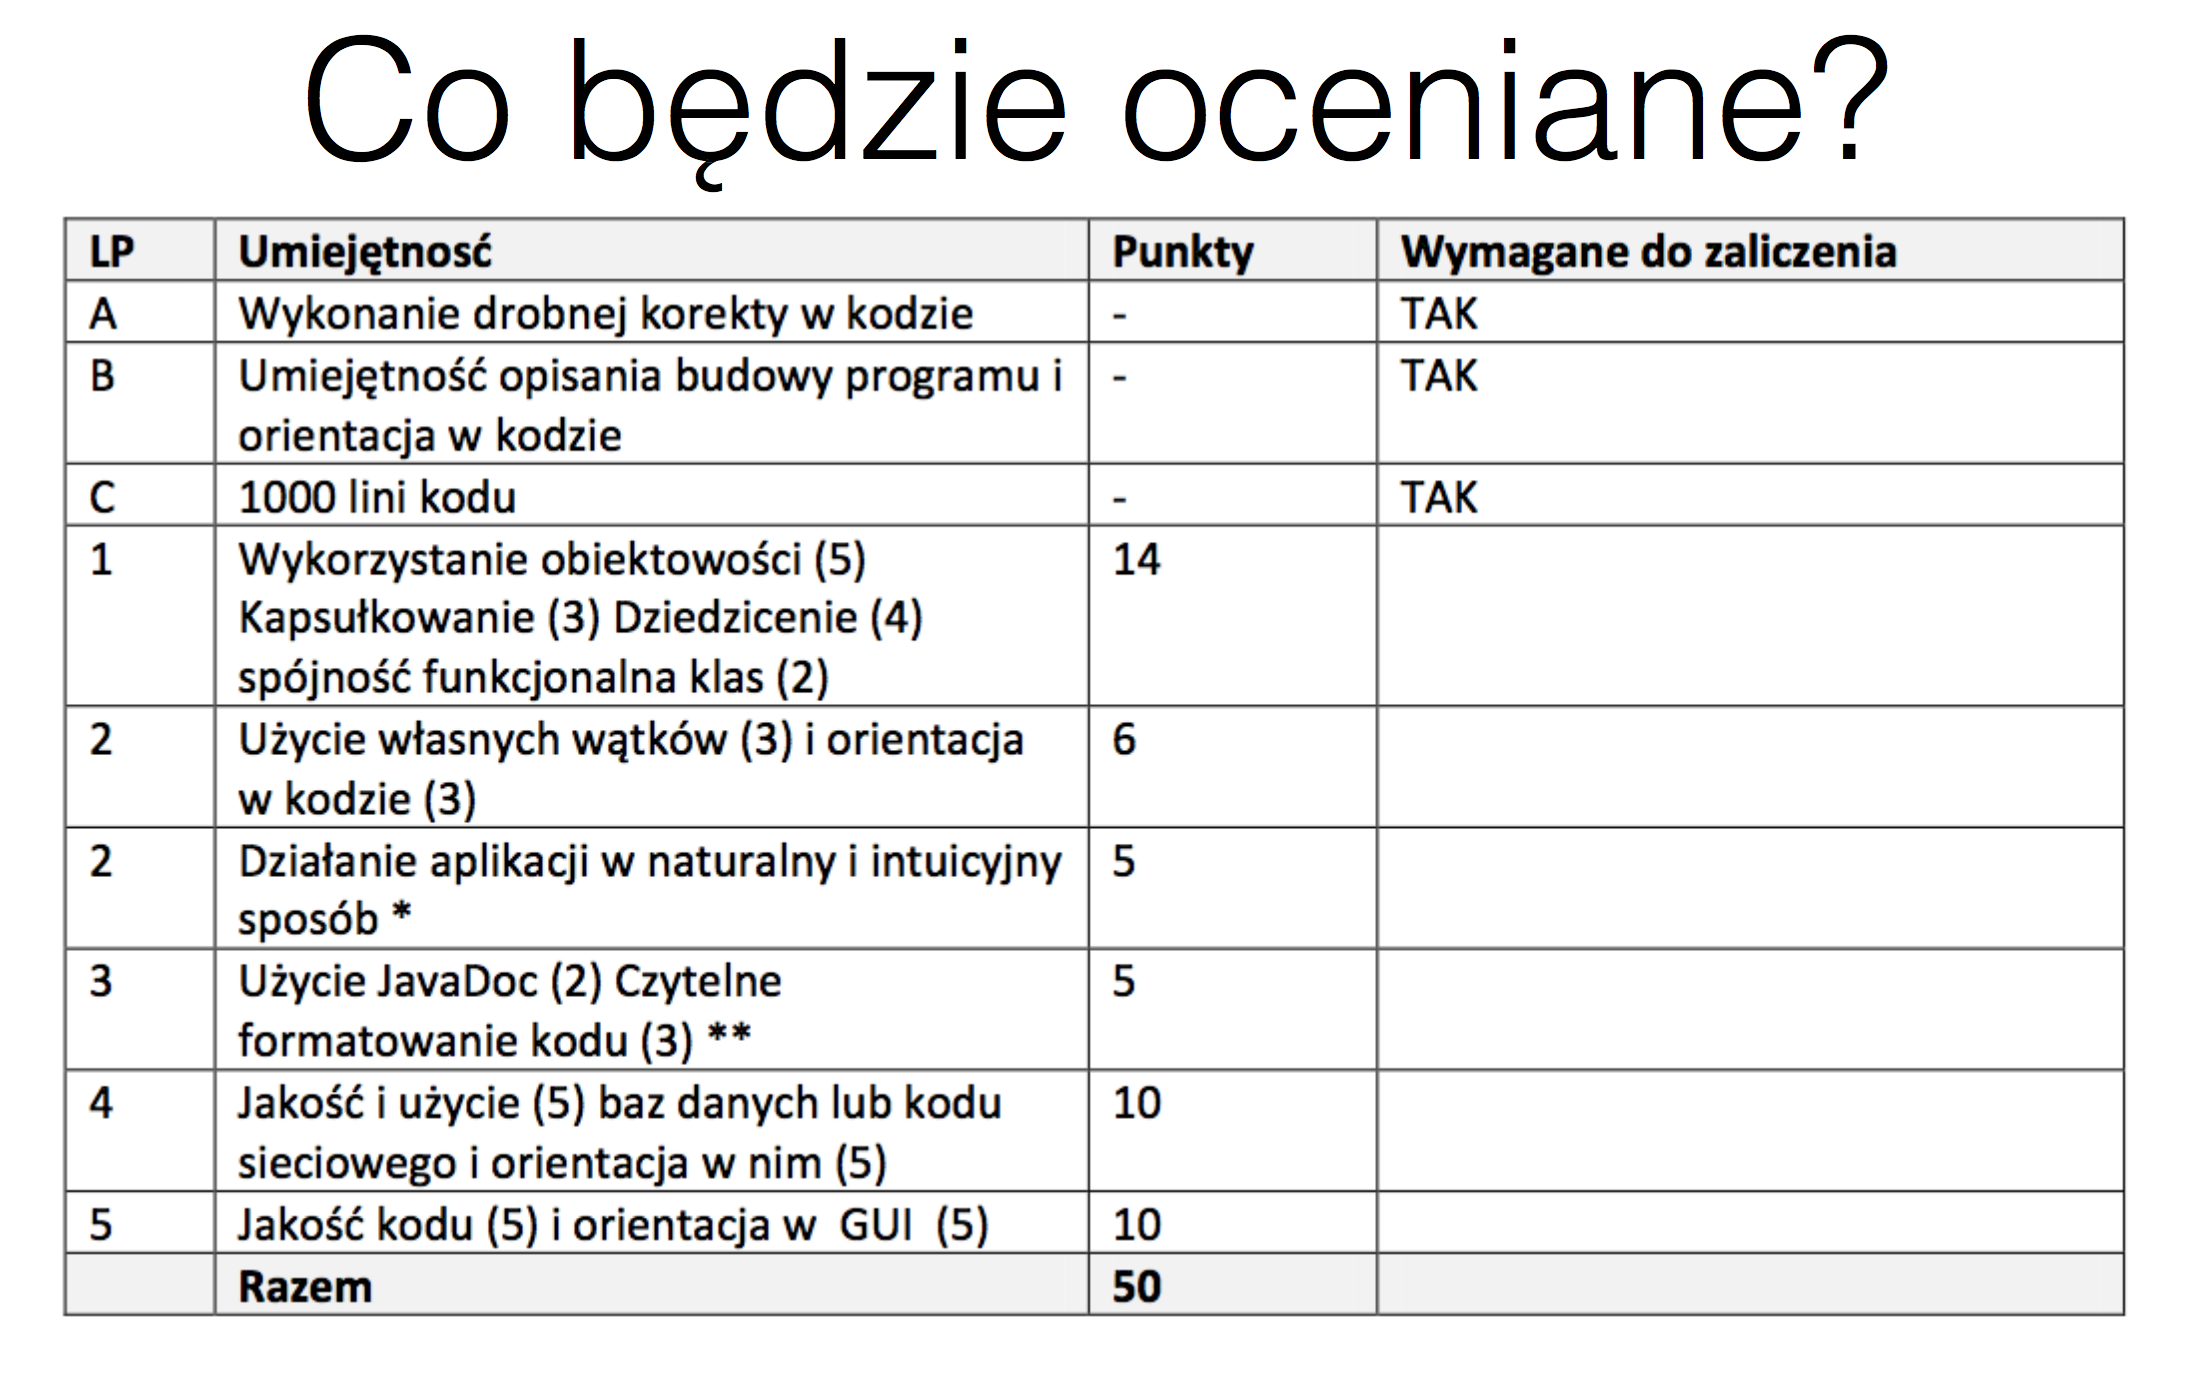 Co będzie oceniane?
LP Umiejętnosć Punkty Wymagane do zaliczenia
A Wykonanie drobnej korekty w kodzie - TAK
B Umiejętność opisania budowy programu i - TAK
orientacja w kodzie
C 1000 lini kodu - TAK
1 Wykorzystanie obiektowości (5) 14
Kapsułkowanie (3) Dziedzicenie (4)
spójność funkcjonalna klas (2)
2 Użycie własnych wątków (3) i orientacja 6
w kodzie (3)
2 Działanie aplikacji w naturalny i intuicyjny 5
sposób *
3 Użycie JavaDoc (2) Czytelne 5
formatowanie kodu (3) **
4 Jakość i użycie (5) baz danych lub kodu 10
sieciowego i orientacja w nim (5)
5 Jakość kodu (5) i orientacja w GUI (5) 10
Razem 50